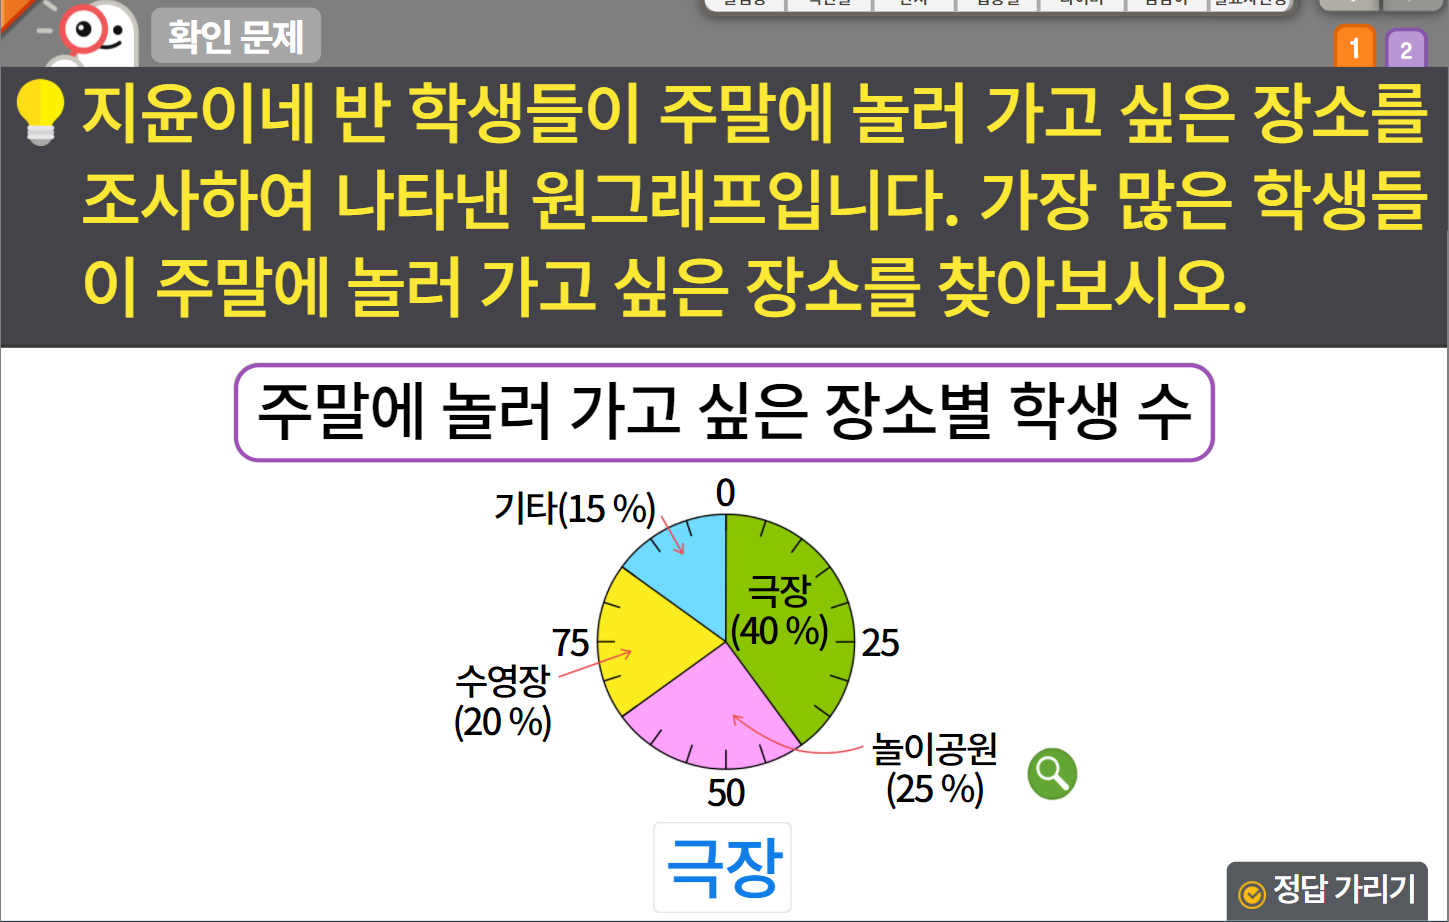 확인 문제
1
2
지윤이네 반 학생들이 주말에 놀러 가고 싶은 장소를
조사하여 나타낸 원그래프입니다. 가장 많은 학생들
이 주말에 놀러 가고 싶은 장소를 찾아보시오.
주말에 놀러 가고 싶은 장소별 학생 수
0
기타(15 %)
극장
(40 %)
75
25
수영장
(20 %)
놀이공원
(25 %)
50
극장
정답 가리기